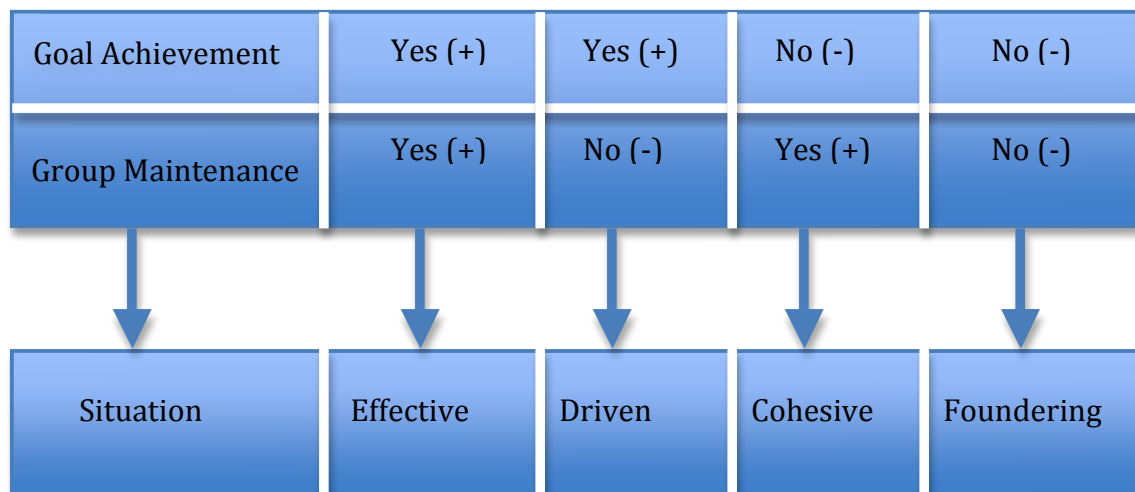 Goal Achievement Yes (+) Yes (+) No (-) No (-)
Group Maintenance Yes (+) No (-) Yes (+) No (-)
Situation Effective Driven Cohesive Foundering